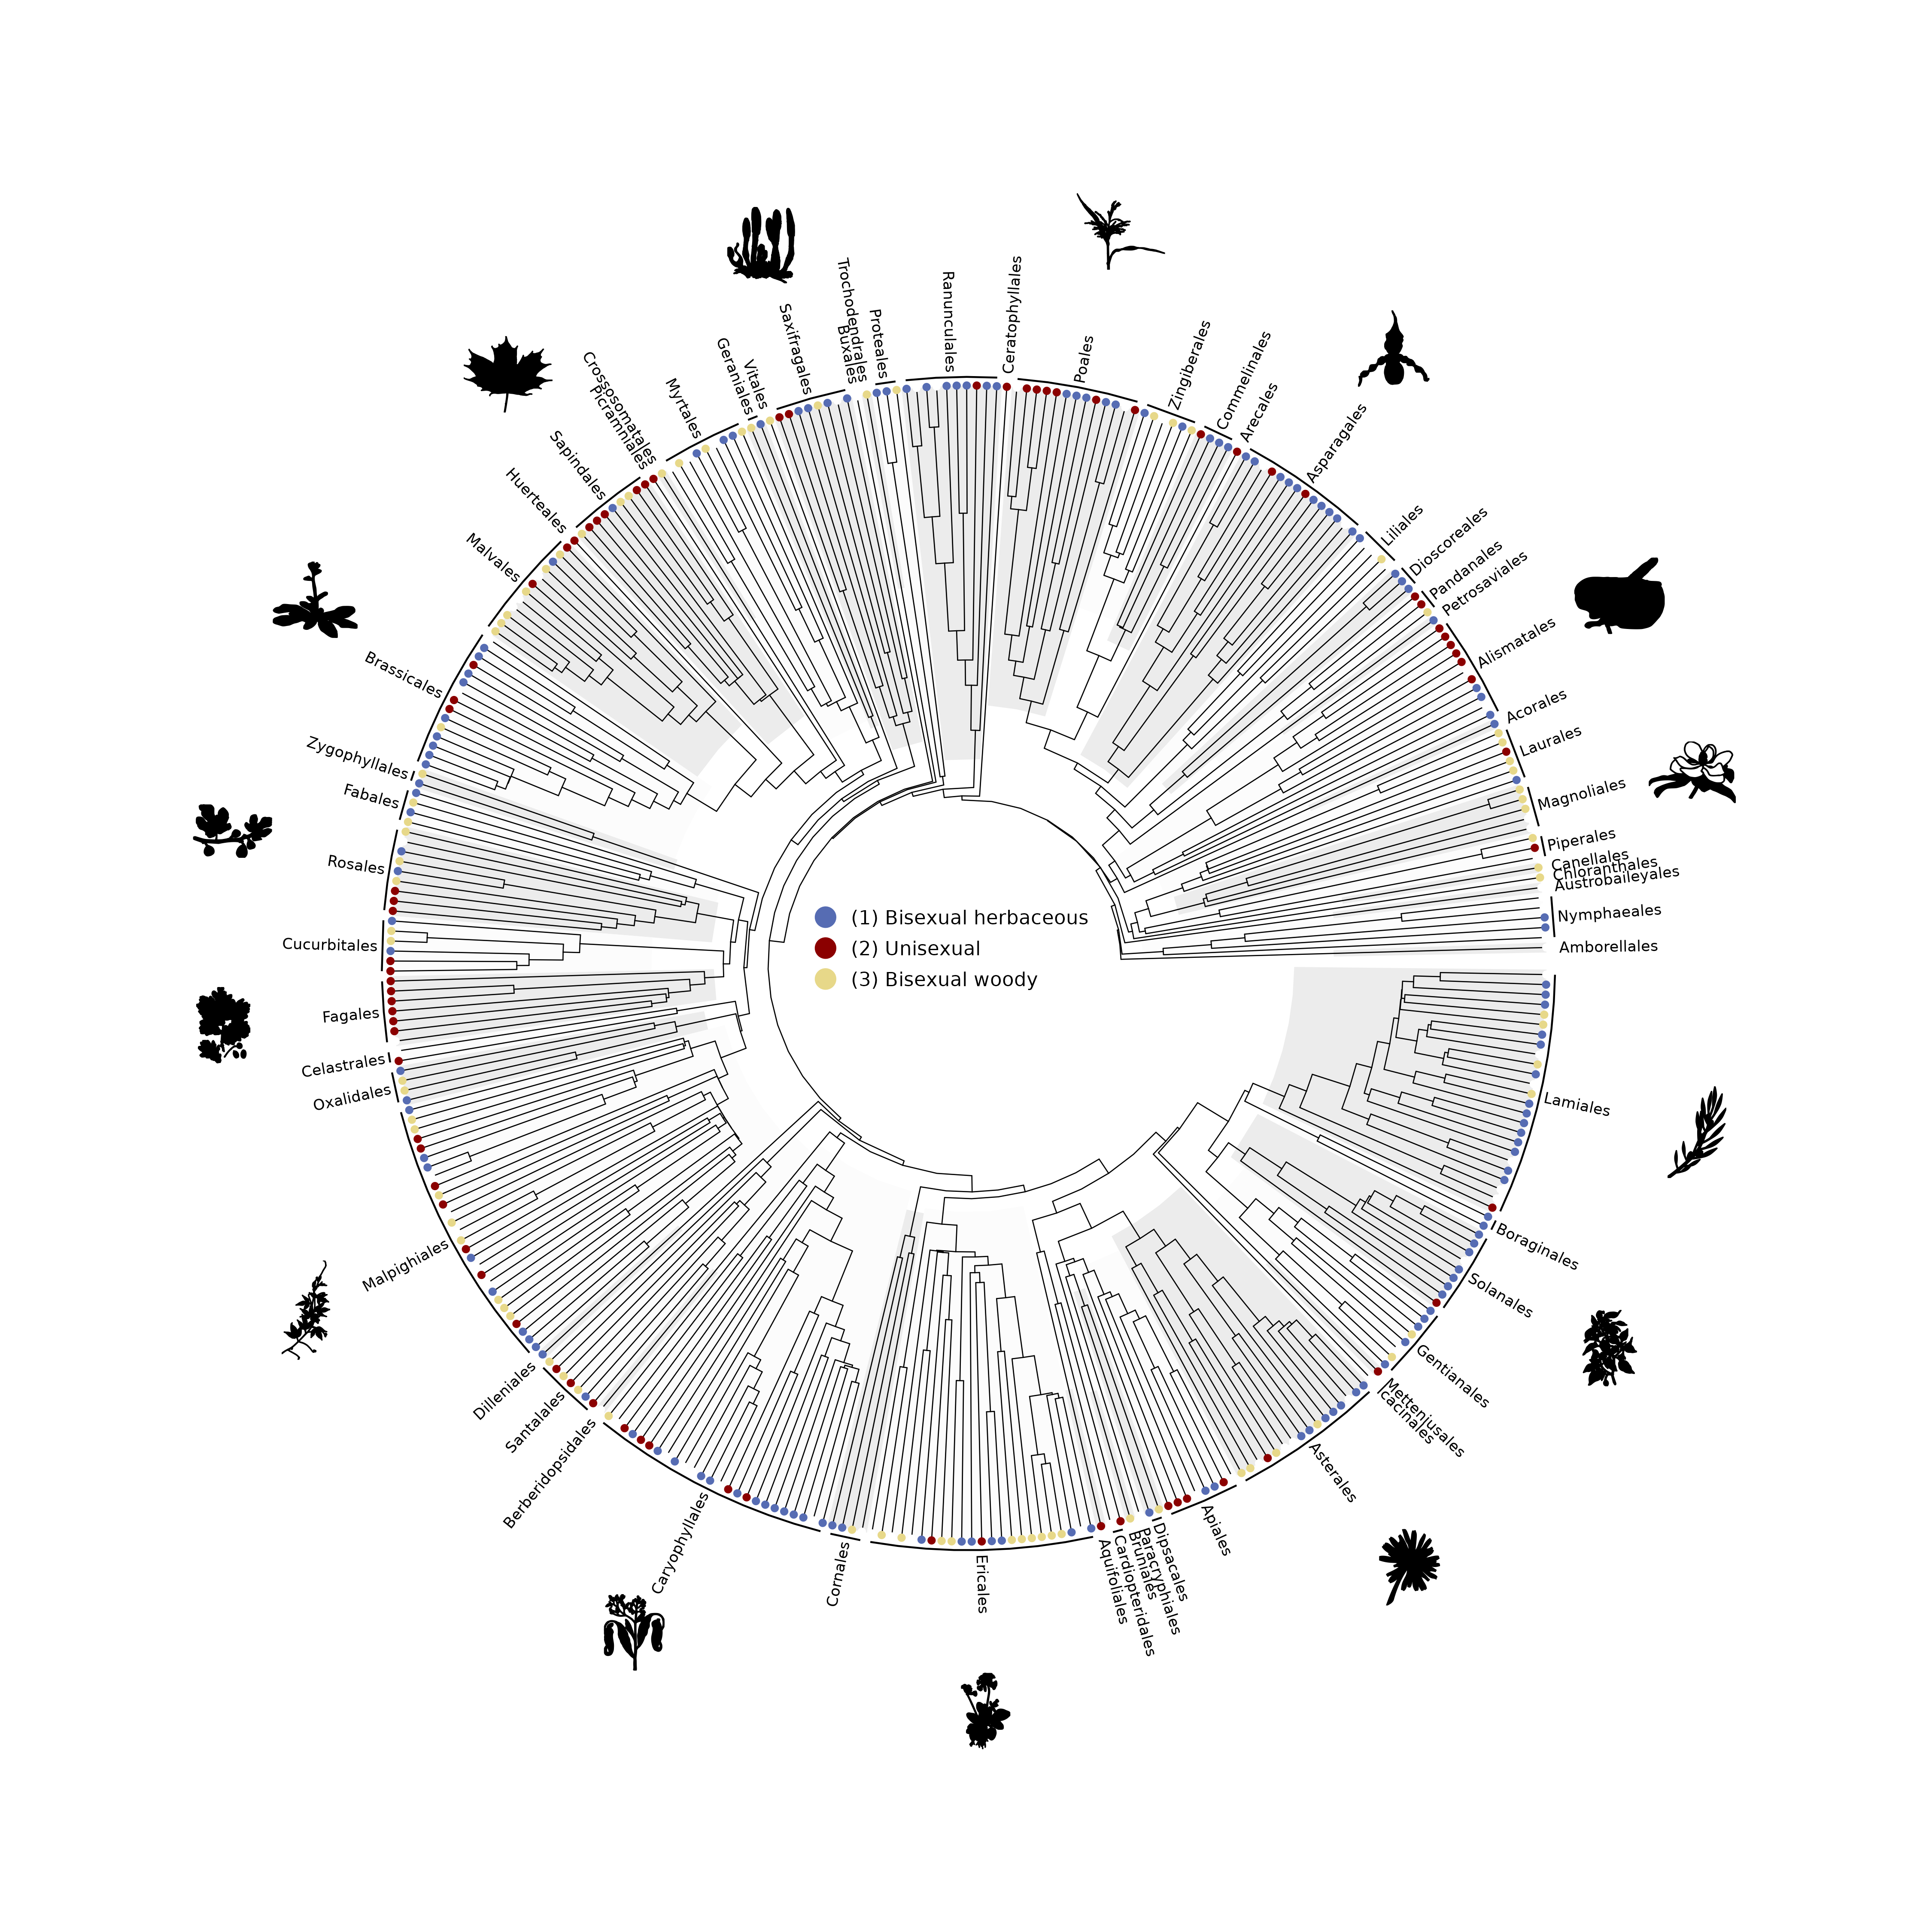 Ceratophyllales
Poales
Zingiberales
Commelinales
Arecales
Asparagales
Liliales
Dioscoreales
Pandanales
Petrosaviales
Alismatales
Acorales
Laurales
Magnoliales
Piperales
Canellales
Chloranthales
Austrobaileyales
Nymphaeales
Amborellales
Lamiales
Boraginales
Solanales
Gentianales
Metteniusales
Icacinales
Asterales
Apiales
Dipsacales
Paracryphiales
Bruniales
Cardiopteridales
Aquifoliales
Ericales
Cornales
Caryophyllales
Berberidopsidales
Santalales
Dilleniales
Malpighiales
Oxalidales
Celastrales
Fagales
Cucurbitales
Rosales
Fabales
Zygophyllales
Brassicales
Malvales
Huerteales
Sapindales
Picramniales
Crossosomatales
Myrtales
Geraniales
Vitales
Saxifragales
Buxales
Trochodendrales
Proteales
Ranunculales
(1) Bisexual herbaceous
(2) Unisexual
(3) Bisexual woody